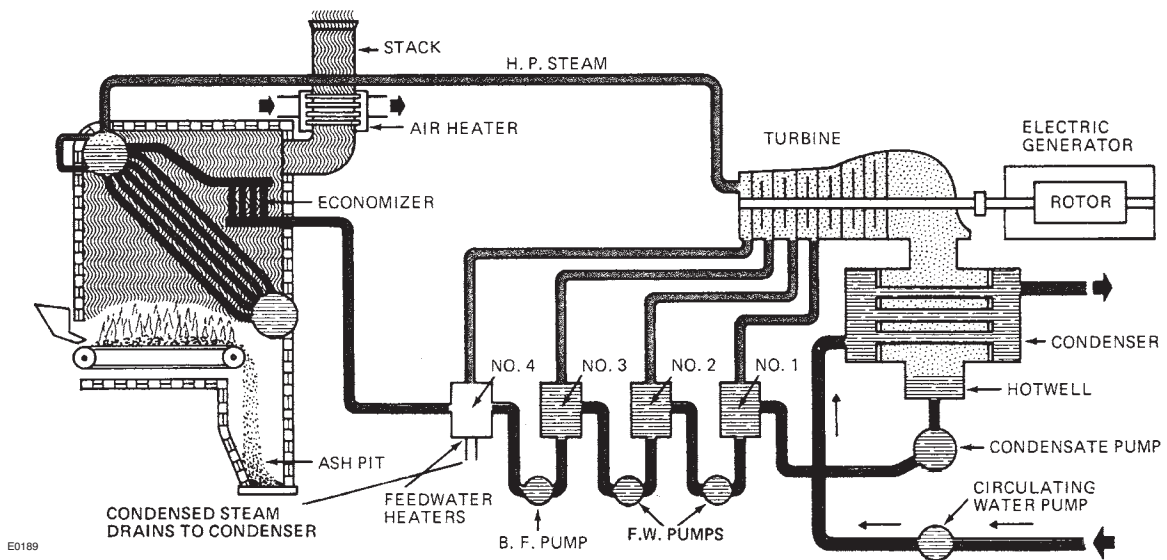 STACK
H. P. STEAM
AIR HEATER
TURBINE
ELECTRIC
GENERATOR
ROTOR
ECONOMIZER
NO. 4
NO. 3
NO. 2
NO. 1
CONDENSER
HOTWELL
CONDENSATE PUMP
ASH PIT
CONDENSED STEAM
DRAINS TO CONDENSER
FEEDWATER
HEATERS
B. F. PUMP
F.W. PUMPS
CIRCULATING
WATER PUMP
E0189